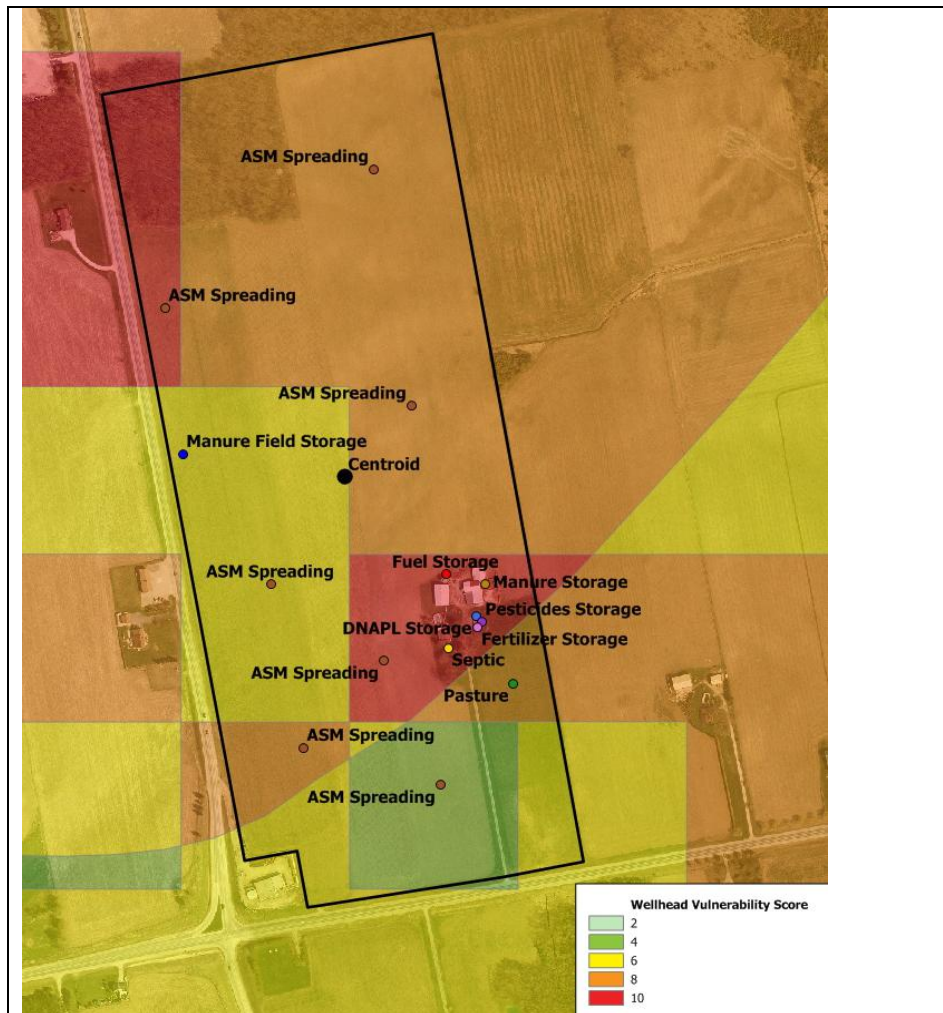 ASM Spreading
ASM Spreading
ASM Spreading
Manure Field Storage
Centroid
Fuel Storage
ASM Spreading
Manure Storage
Pesticides Storage
DNAPL Storage
Fertilizer Storage
Septic
ASM Spreading
Pasture
ASM Spreading
ASM Spreading
Wellhead Vulnerability Score
2
4
6
8
10